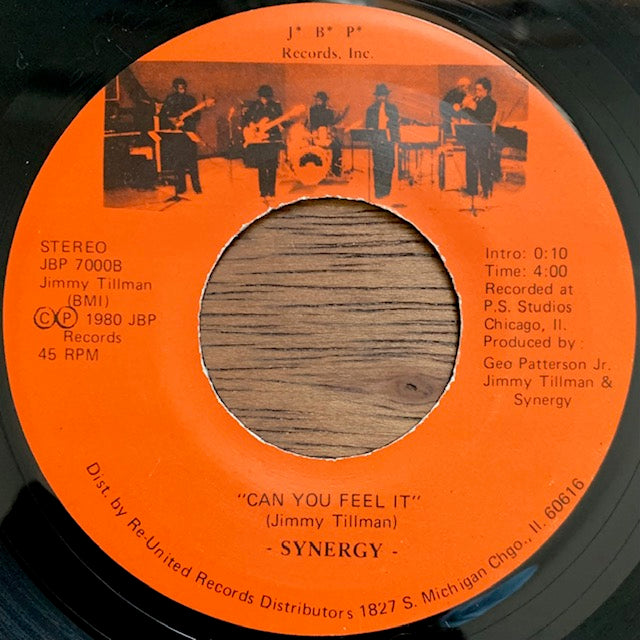 J* B* P*
Records, Inc.
STEREO
JBP 7000B
Jimmy Tillman
(BMI)
Ⓒ Ⓟ 1980 JBP
Records
45 RPM
Intro: 0:10
Time: 4:00
Recorded at
P.S. Studios
Chicago, Il.
Produced by:
Geo Patterson Jr.
Jimmy Tillman &
Synergy
"CAN YOU FEEL IT"
(Jimmy Tillman)
- SYNERGY -
Dist. by Re-United Records Distributors 1827 S. Michigan Chgo., Il. 60616